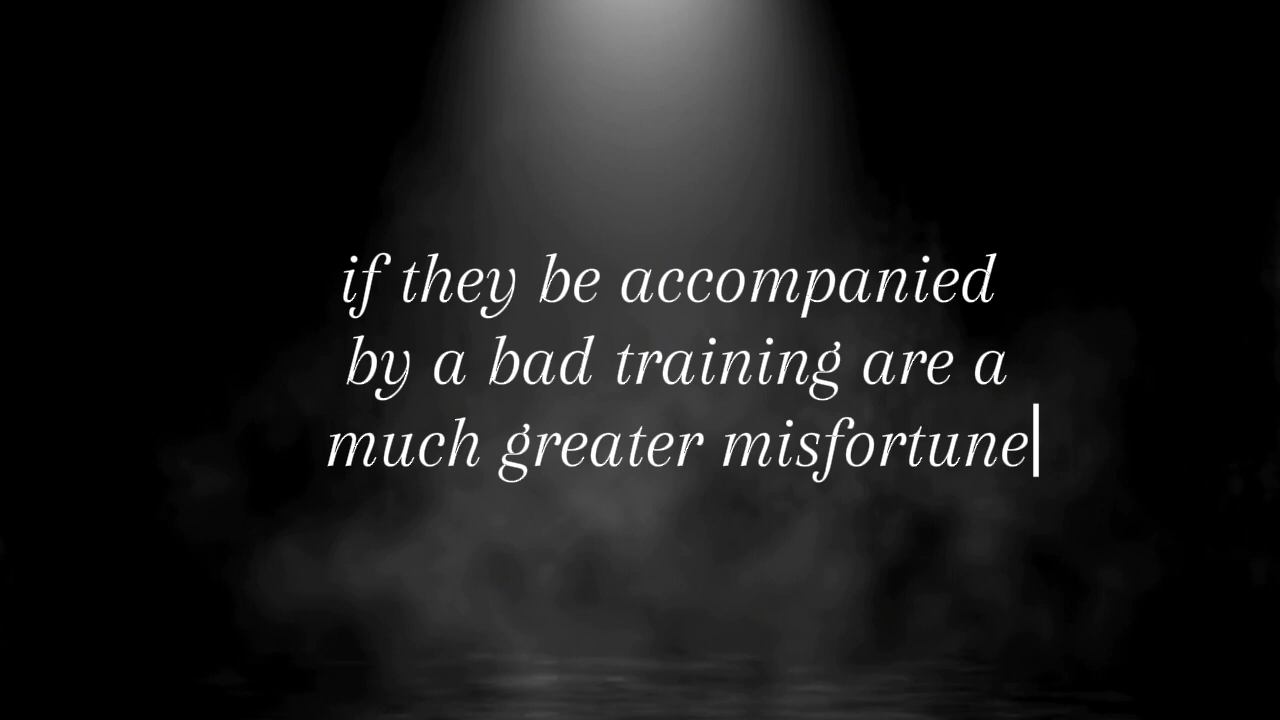 if they be accompanied
by a bad training are a
much greater misfortune